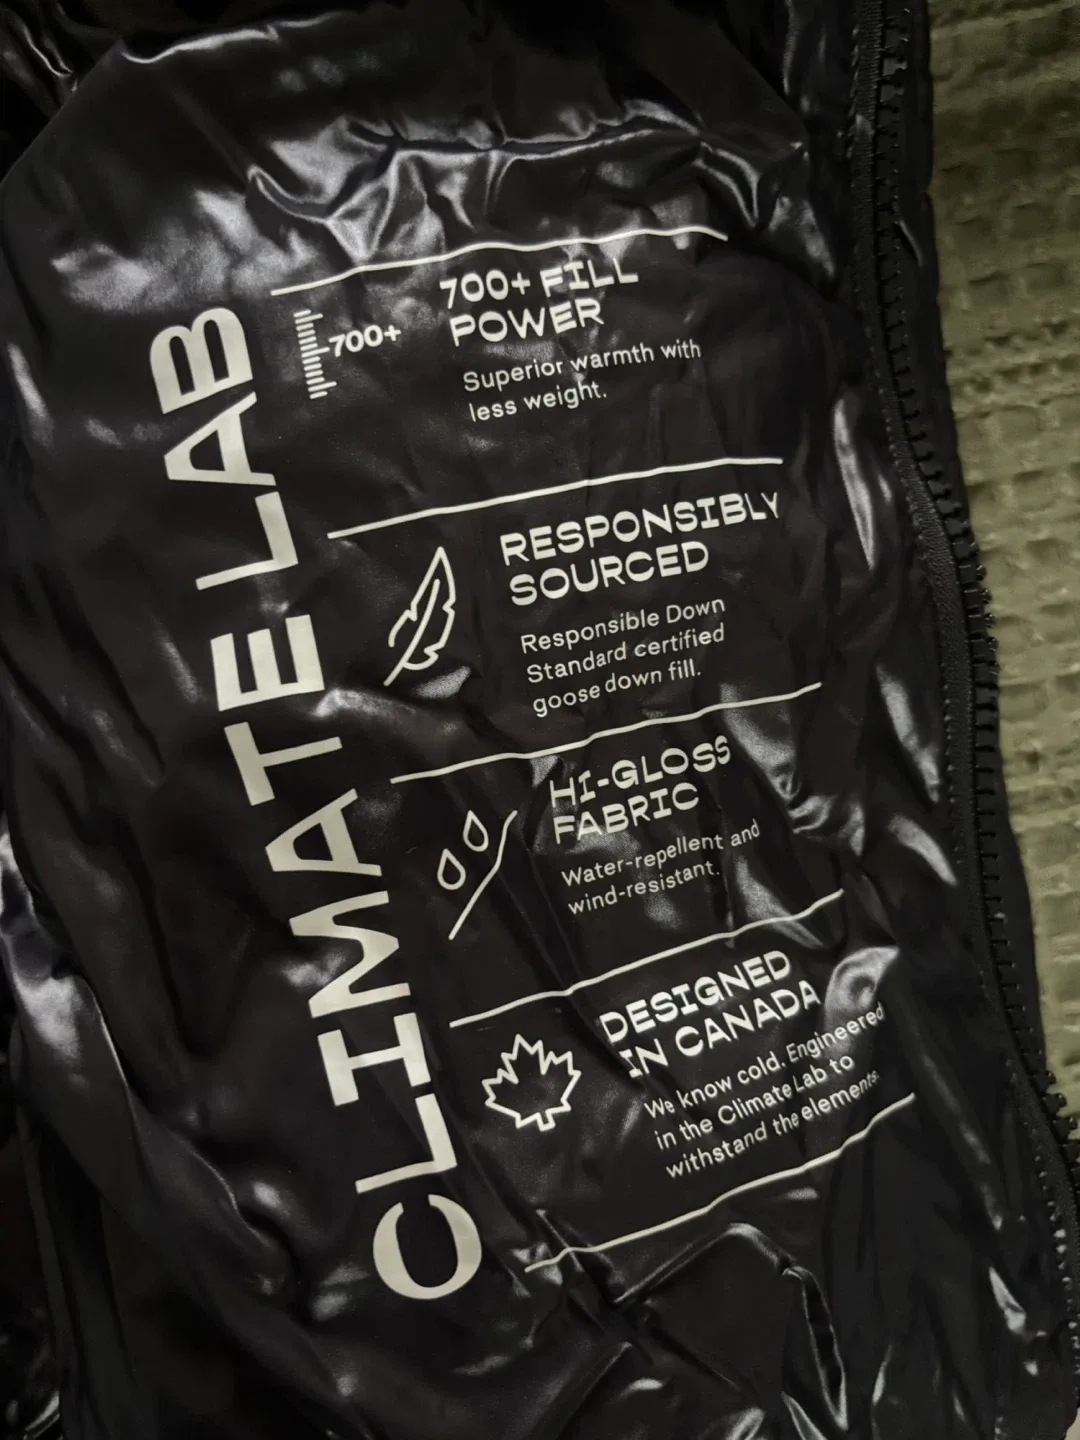 CLIMATE LAB
700+
700+ FILL
POWER
Superior warmth with
less weight.
RESPONSIBLY
SOURCED
Responsible Down
Standard certified
goose down fill.
HI-GLOSS
FABRIC
Water-repellent and
wind-resistant.
DESIGNED
IN CANADA
We know cold. Engineered
in the Climate Lab to
withstand the elements.